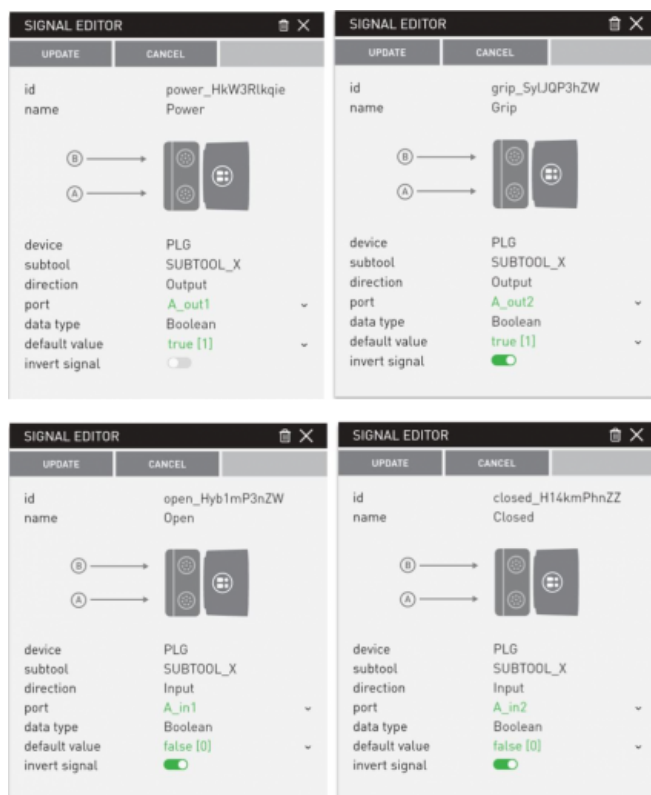 SIGNAL EDITOR
UPDATE CANCEL
id power_HkW3Rlkqie
name Power
B
A
device PLG
subtool SUBTOOL_X
direction Output
port A_out1
data type Boolean
default value true [1]
invert signal
SIGNAL EDITOR
UPDATE CANCEL
id grip_SylJQP3hZW
name Grip
B
A
device PLG
subtool SUBTOOL_X
direction Output
port A_out2
data type Boolean
default value true [1]
invert signal
SIGNAL EDITOR
UPDATE CANCEL
id open_Hyb1mP3nZW
name Open
B
A
device PLG
subtool SUBTOOL_X
direction Input
port A_in1
data type Boolean
default value false [0]
invert signal
SIGNAL EDITOR
UPDATE CANCEL
id closed_H14kmPhnZZ
name Closed
B
A
device PLG
subtool SUBTOOL_X
direction Input
port A_in2
data type Boolean
default value false [0]
invert signal